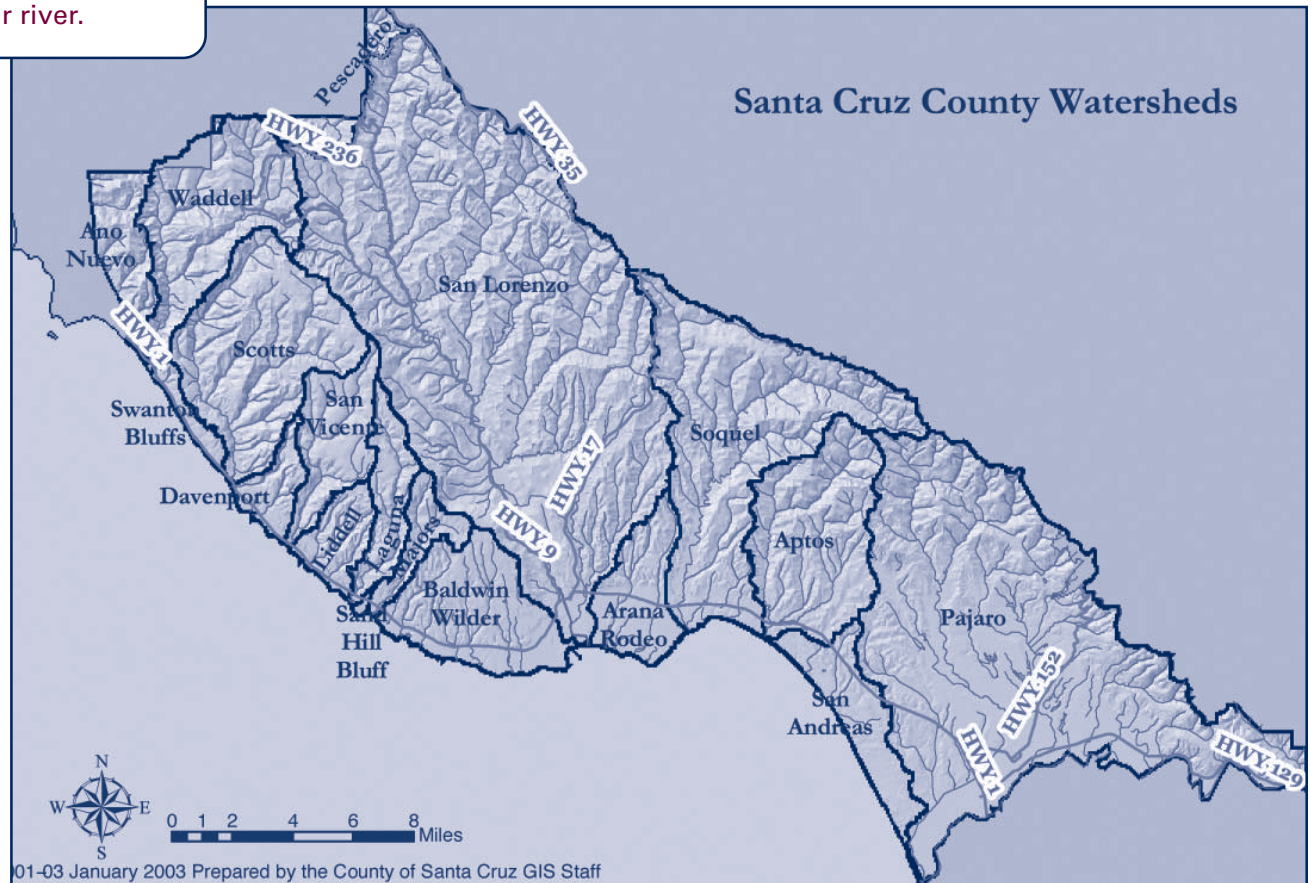 r river.
Santa Cruz County Watersheds
Pescadero
HWY 236
HWY 35
Waddell
Ano
Nuevo
San Lorenzo
HWY 1
Scotts
Swanton
Bluffs
San
Vicente
Soquel
HWY 17
Davenport
Liddell
Laguna
Majors
HWY 9
Aptos
Baldwin
Wilder
Arana
Rodeo
Pajaro
Sand
Hill
Bluff
HWY 152
San
Andreas
HWY 1
HWY 129
N
W
E
S
0 1 2 4 6 8
Miles
01-03 January 2003 Prepared by the County of Santa Cruz GIS Staff